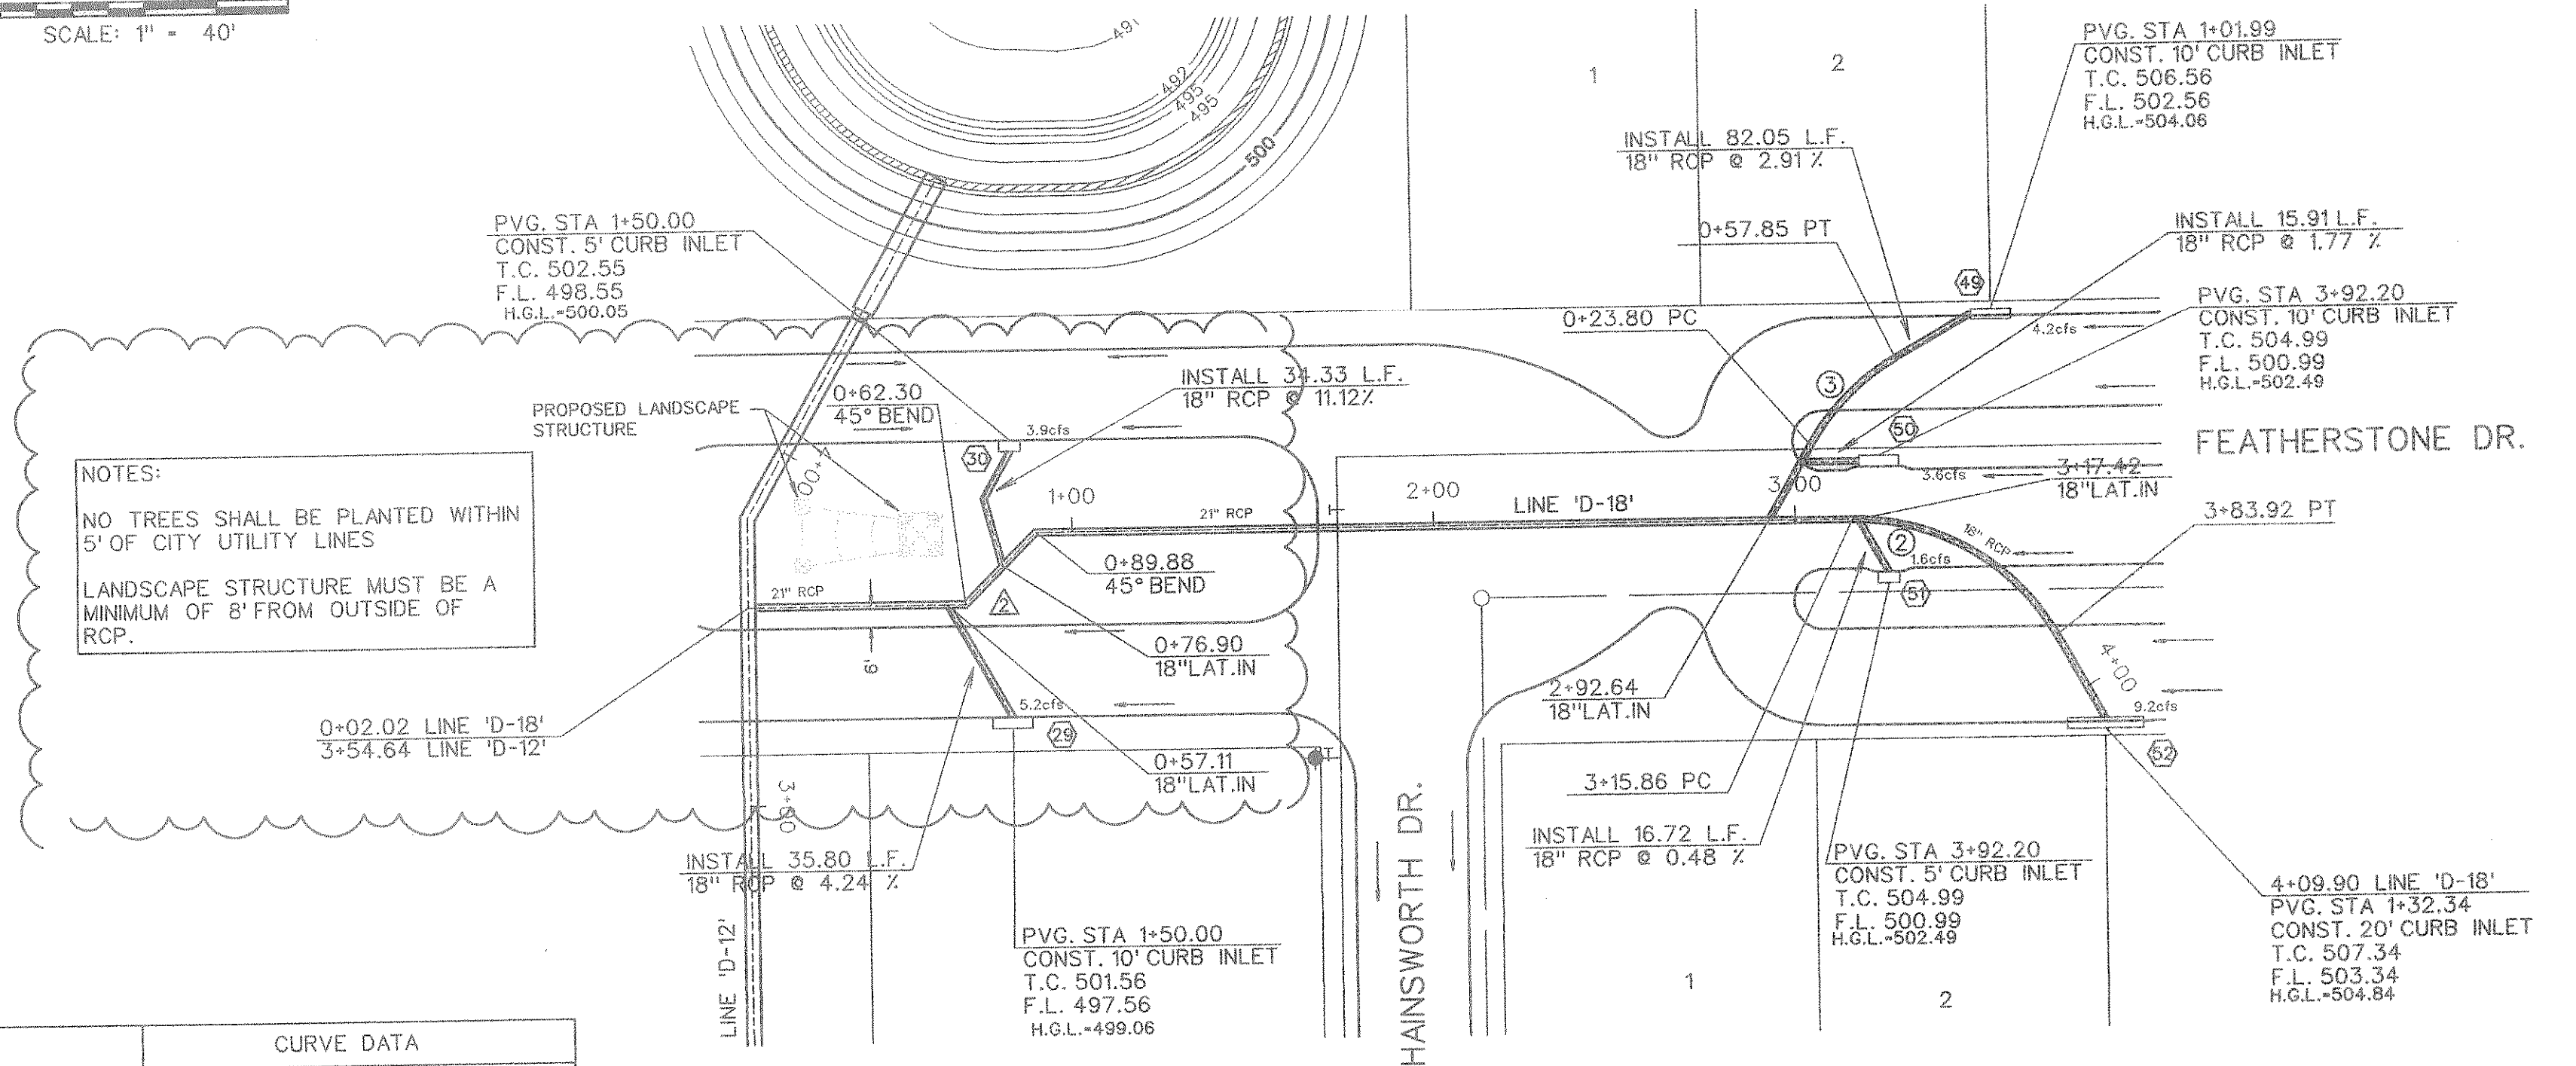 SCALE: 1" = 40'
491
492
495
495
500
1
2
PVG. STA 1+01.99
CONST. 10' CURB INLET
T.C. 506.56
F.L. 502.56
H.G.L.=504.06
INSTALL 82.05 L.F.
18" RCP @ 2.91 %
0+57.85 PT
INSTALL 15.91 L.F.
18" RCP @ 1.77 %
PVG. STA 1+50.00
CONST. 5' CURB INLET
T.C. 502.55
F.L. 498.55
H.G.L.=500.05
49
0+23.80 PC
4.2cfs
PVG. STA 3+92.20
CONST. 10' CURB INLET
T.C. 504.99
F.L. 500.99
H.G.L.=502.49
INSTALL 34.33 L.F.
18" RCP @ 11.12%
0+62.30
45° BEND
PROPOSED LANDSCAPE
STRUCTURE
3
3.9cfs
30
50
FEATHERSTONE DR.
3.6cfs
3+17.42
18"LAT.IN
NOTES:
NO TREES SHALL BE PLANTED WITHIN
5' OF CITY UTILITY LINES
LANDSCAPE STRUCTURE MUST BE A
MINIMUM OF 8' FROM OUTSIDE OF
RCP.
4+00
1+00
21" RCP
2+00
LINE 'D-18'
3+00
3+83.92 PT
18" RCP
2
1.6cfs
51
0+89.88
45° BEND
21" RCP
2
6'
0+76.90
18"LAT.IN
4+00
0+02.02 LINE 'D-18'
3+54.64 LINE 'D-12'
5.2cfs
29
2+92.64
18"LAT.IN
9.2cfs
52
0+57.11
18"LAT.IN
3+00
3+15.86 PC
INSTALL 35.80 L.F.
18" RCP @ 4.24 %
HAINSWORTH DR.
INSTALL 16.72 L.F.
18" RCP @ 0.48 %
PVG. STA 3+92.20
CONST. 5' CURB INLET
T.C. 504.99
F.L. 500.99
H.G.L.=502.49
4+09.90 LINE 'D-18'
PVG. STA 1+32.34
CONST. 20' CURB INLET
T.C. 507.34
F.L. 503.34
H.G.L.=504.84
LINE 'D-12'
PVG. STA 1+50.00
CONST. 10' CURB INLET
T.C. 501.56
F.L. 497.56
H.G.L.=499.06
1
2
CURVE DATA